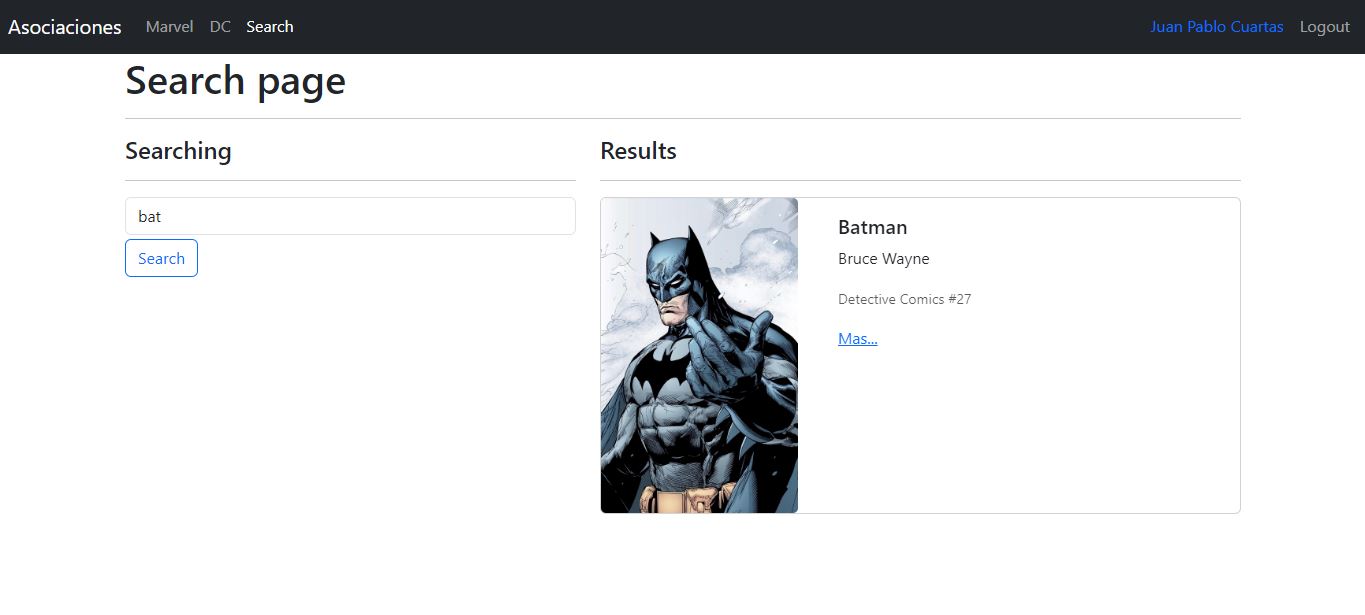 Asociaciones Marvel DC Search Juan Pablo Cuartas Logout
Search page
Searching
bat
Search
Results
Batman
Bruce Wayne
Detective Comics #27
Mas...